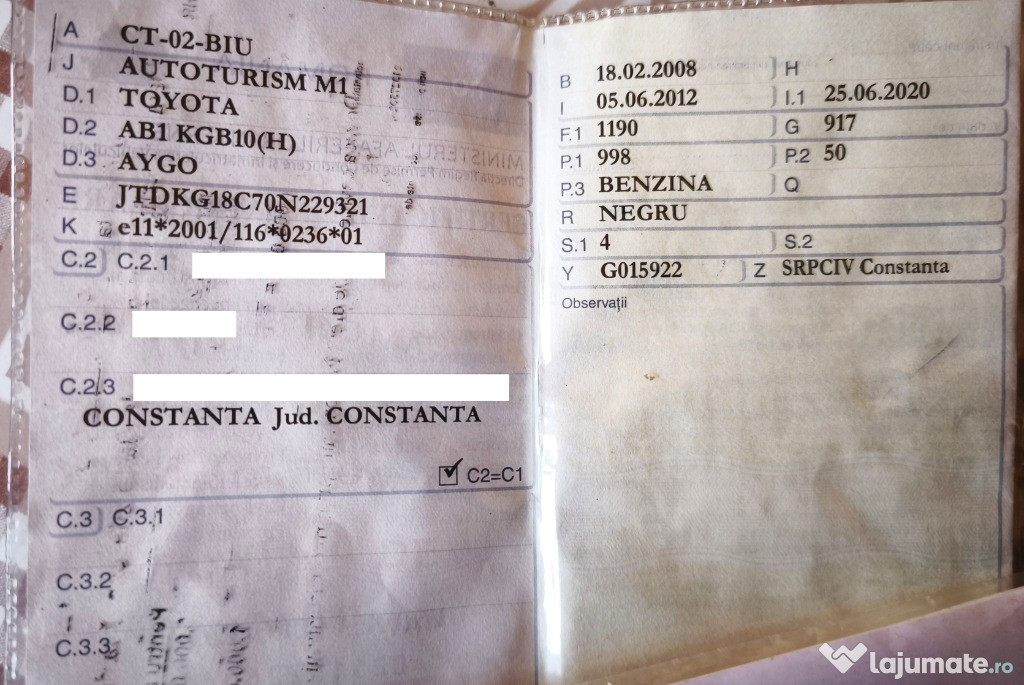 A CT-02-BIU
J AUTOTURISM M1
D.1 TOYOTA
D.2 AB1 KGB10(H)
D.3 AYGO
E JTDKG18C70N229321
K e11*2001/116*0236*01
C.2 C.2.1
C.2.2
C.2.3
CONSTANTA Jud. CONSTANTA
C2=C1
C.3 C.3.1
C.3.2
C.3.3
B 18.02.2008 H
I 05.06.2012 I.1 25.06.2020
F.1 1190 G 917
P.1 998 P.2 50
P.3 BENZINA Q
R NEGRU
S.1 4 S.2
Y G015922 Z SRPCIV Constanta
Observații
lajumate.ro